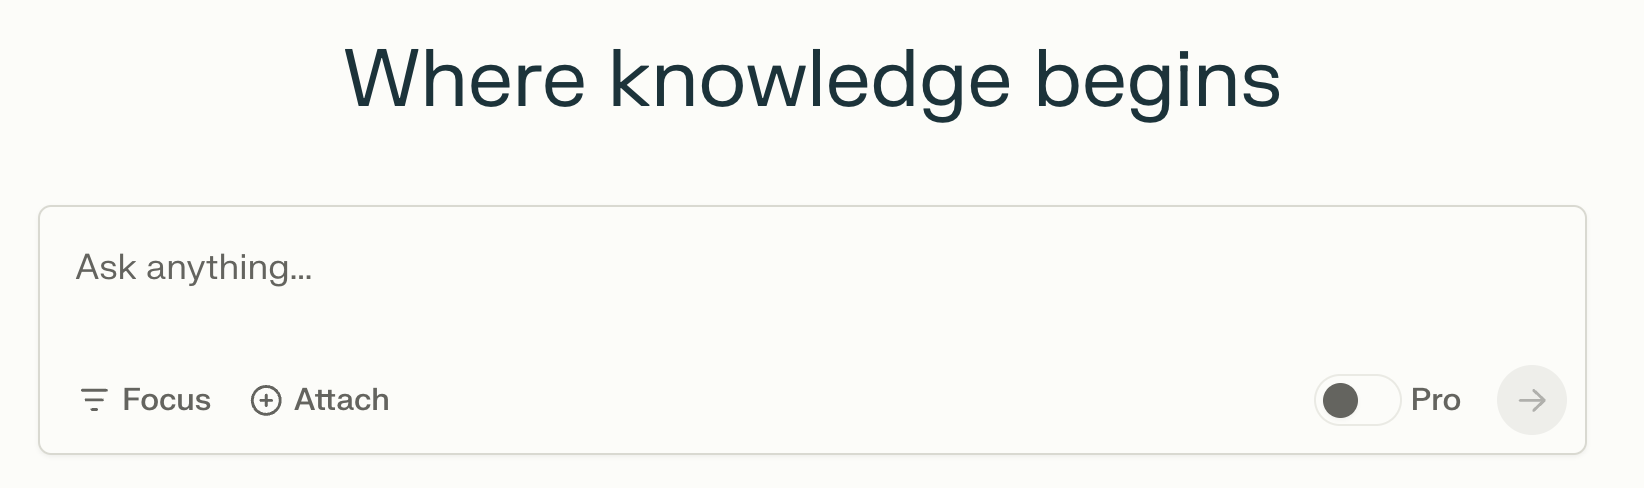 Where knowledge begins
Ask anything...
Focus Attach Pro